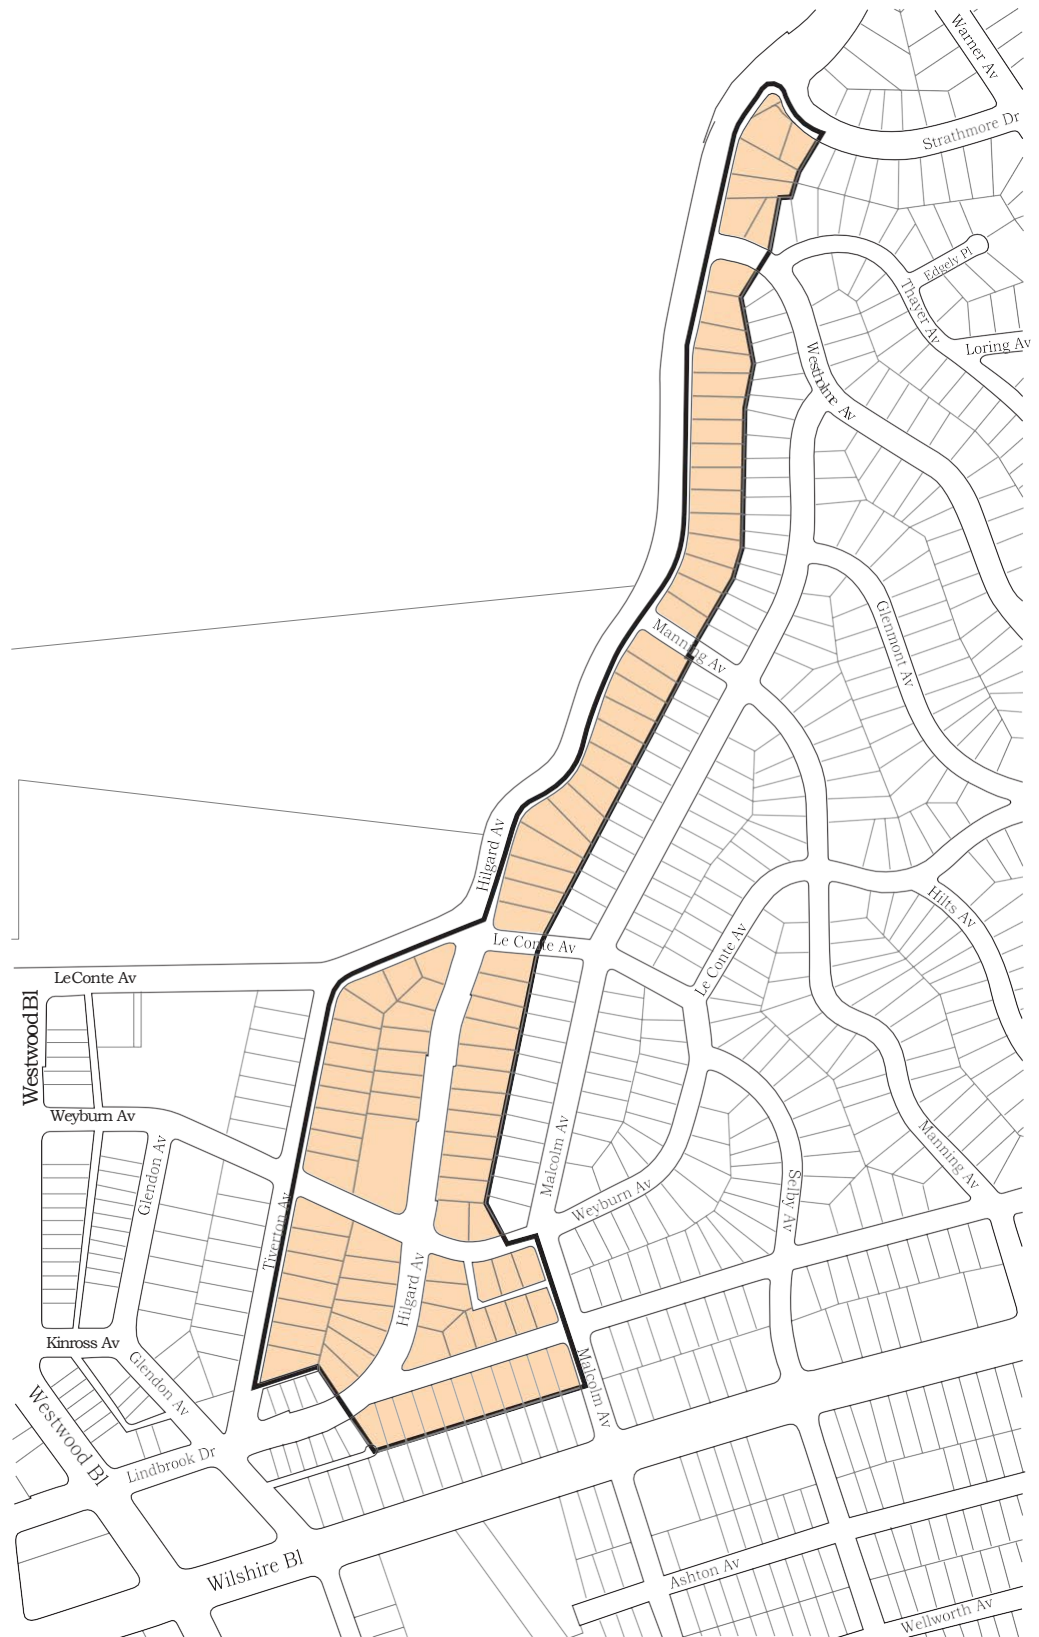 Warner Av
Strathmore Dr
Edgely Pl
Thayer Av
Loring Av
Westholme Av
Glenmont Av
Manning Av
Hilgard Av
Hilts Av
Le Conte Av
Le Conte Av
LeConte Av
Westwood Bl
Weyburn Av
Glendon Av
Malcolm Av
Manning Av
Weyburn Av
Selby Av
Tiverton Av
Hilgard Av
Kinross Av
Glendon Av
Malcolm Av
Westwood Bl
Lindbrook Dr
Wilshire Bl
Ashton Av
Wellworth Av